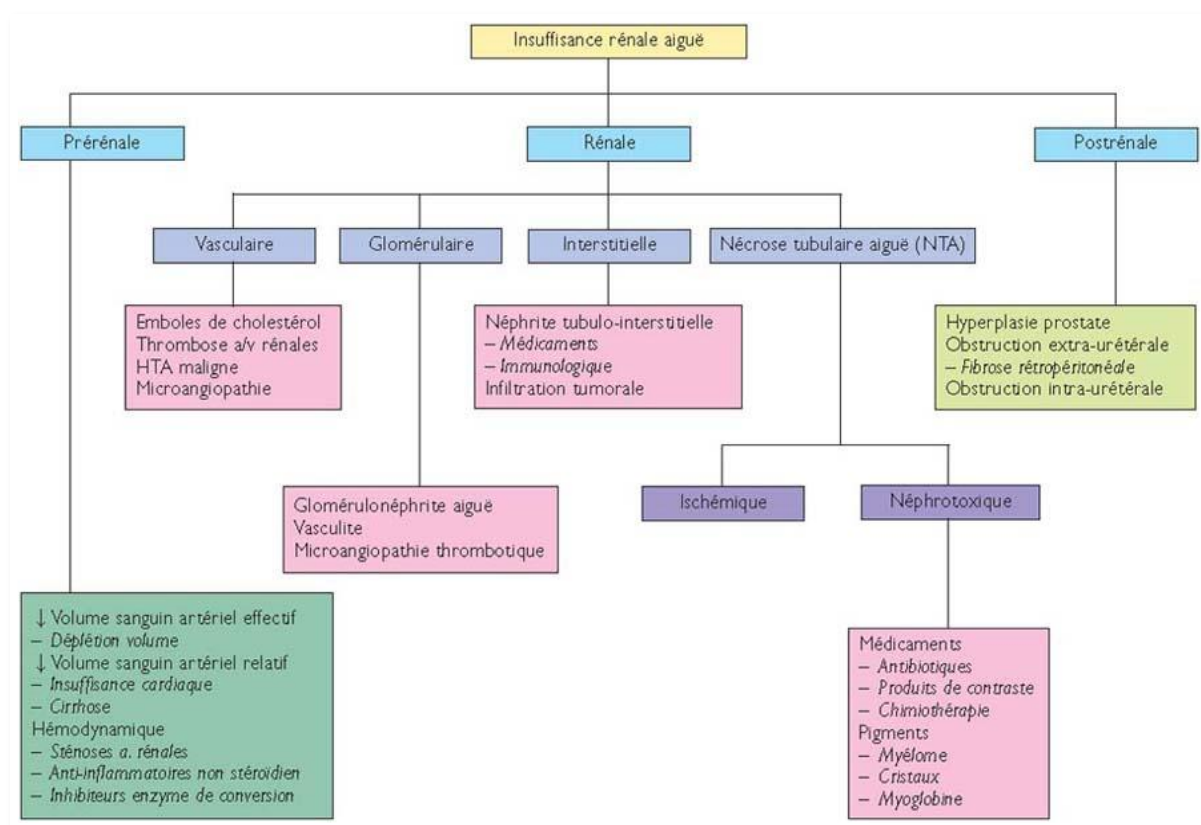 Insuffisance rénale aiguë
Prérénale
Rénale
Postrénale
Vasculaire
Glomérulaire
Interstitielle
Nécrose tubulaire aiguë (NTA)
Emboles de cholestérol
Thrombose a/v rénales
HTA maligne
Microangiopathie
Néphrite tubulo-interstitielle
– Médicaments
– Immunologique
Infiltration tumorale
Hyperplasie prostate
Obstruction extra-urétérale
– Fibrose rétropéritonéale
Obstruction intra-urétérale
Glomérulonéphrite aiguë
Vasculite
Microangiopathie thrombotique
Ischémique
Néphrotoxique
↓ Volume sanguin artériel effectif
– Déplétion volume
↓ Volume sanguin artériel relatif
– Insuffisance cardiaque
– Cirrhose
Hémodynamique
– Sténoses a. rénales
– Anti-inflammatoires non stéroïdien
– Inhibiteurs enzyme de conversion
Médicaments
– Antibiotiques
– Produits de contraste
– Chimiothérapie
Pigments
– Myélome
– Cristaux
– Myoglobine